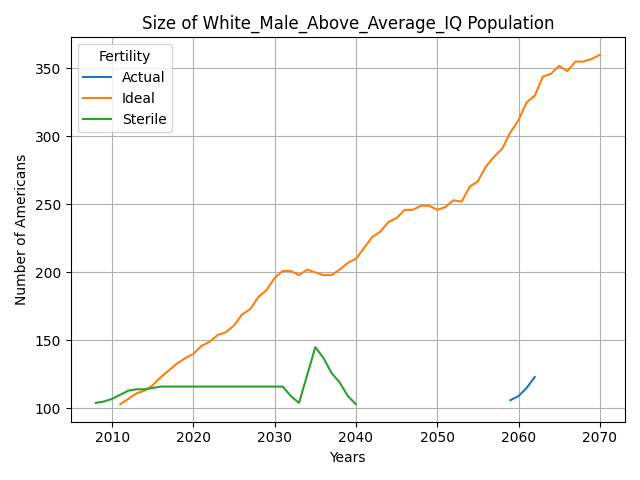 Size of White_Male_Above_Average_IQ Population
Fertility
Actual
Ideal
Sterile
Number of Americans
350
300
250
200
150
100
2010 2020 2030 2040 2050 2060 2070
Years